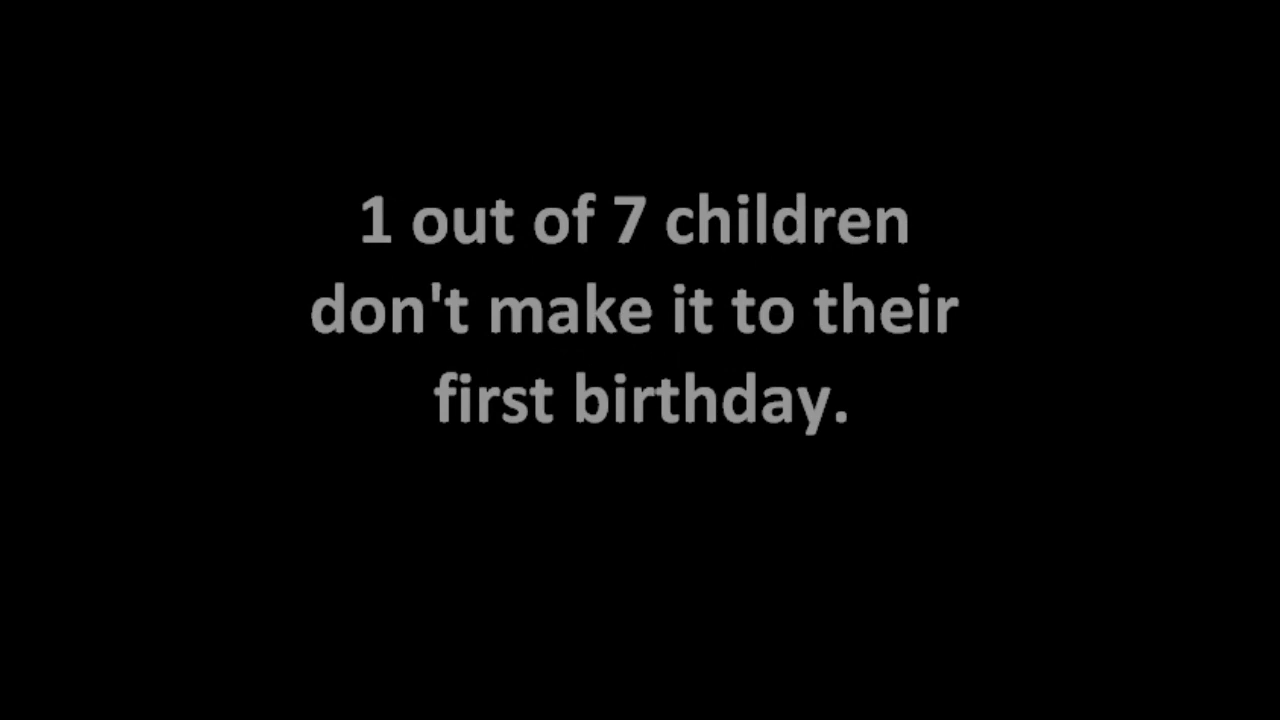 1 out of 7 children
don't make it to their
first birthday.